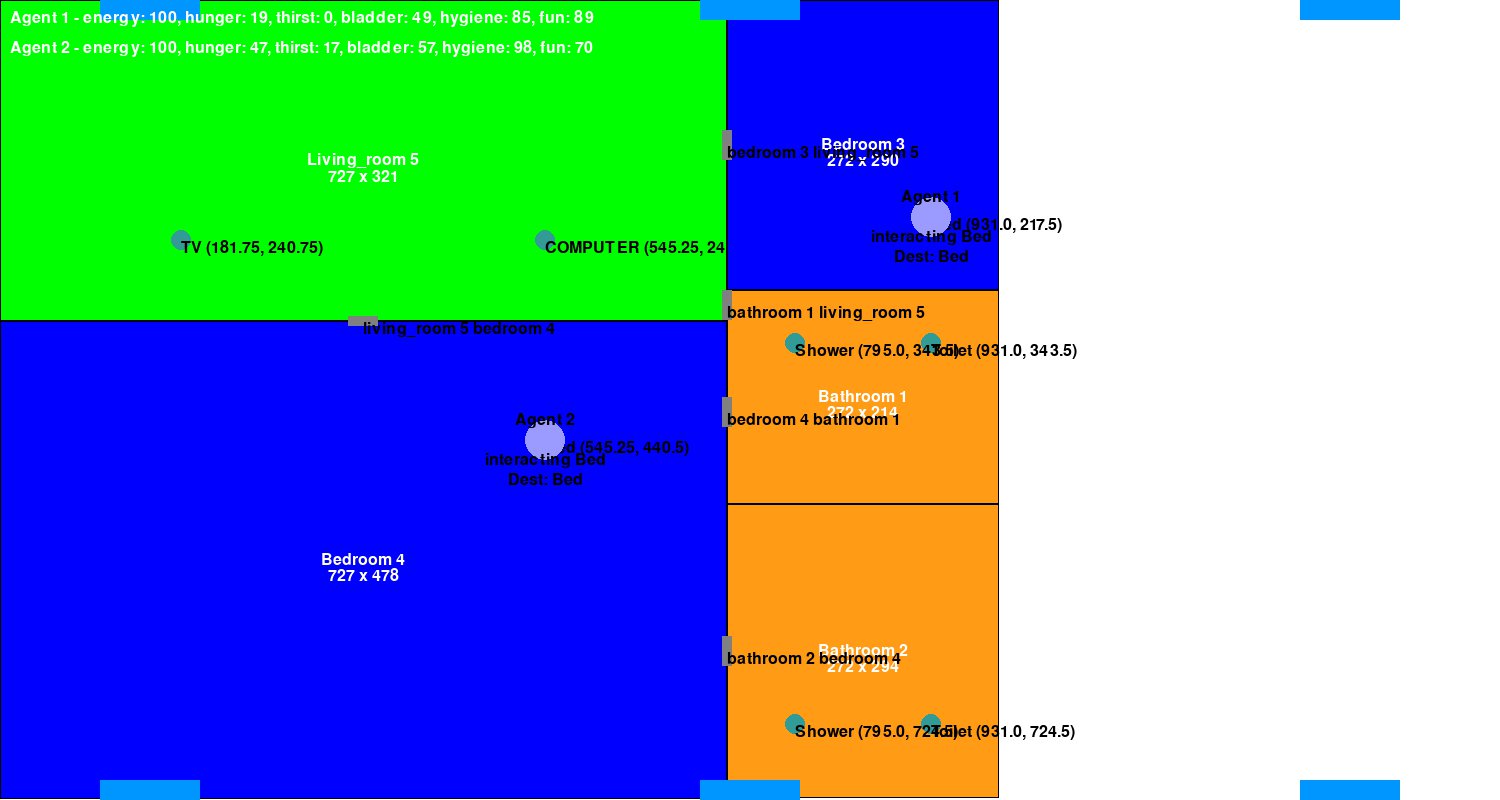 Agent 1 - energy: 100, hunger: 19, thirst: 0, bladder: 49, hygiene: 85, fun: 89
Agent 2 - energy: 100, hunger: 47, thirst: 17, bladder: 57, hygiene: 98, fun: 70
Living_room 5
727 x 321
TV (181.75, 240.75)
COMPUTER (545.25, 24
Bedroom 3
272 x 290
bedroom 3 living_room 5
Agent 1
d (931.0, 217.5)
interacting Bed
Dest: Bed
bathroom 1 living_room 5
living_room 5 bedroom 4
Shower (795.0, 343.5)
Toilet (931.0, 343.5)
Bathroom 1
272 x 214
bedroom 4 bathroom 1
Agent 2
d (545.25, 440.5)
interacting Bed
Dest: Bed
Bedroom 4
727 x 478
Bathroom 2
272 x 294
bathroom 2 bedroom 4
Shower (795.0, 724.5)
Toilet (931.0, 724.5)